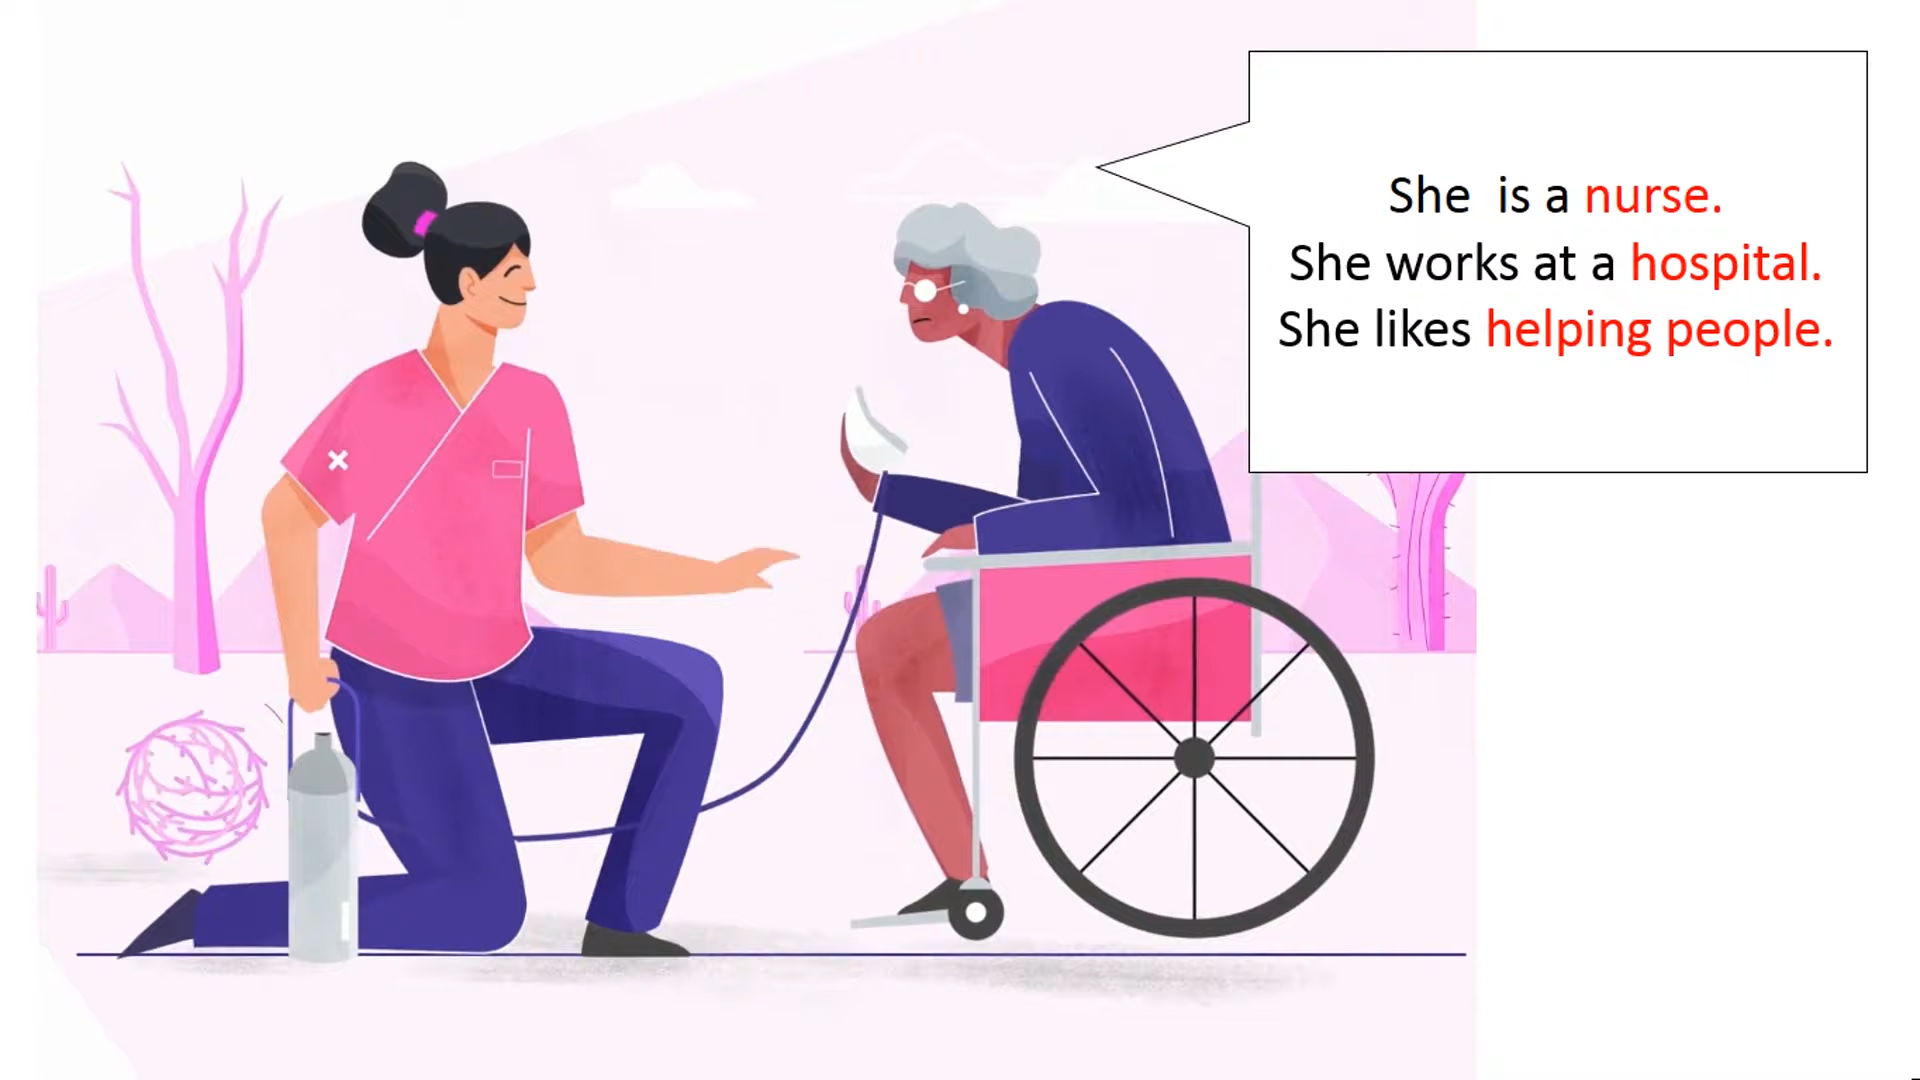 She is a nurse.
She works at a hospital.
She likes helping people.